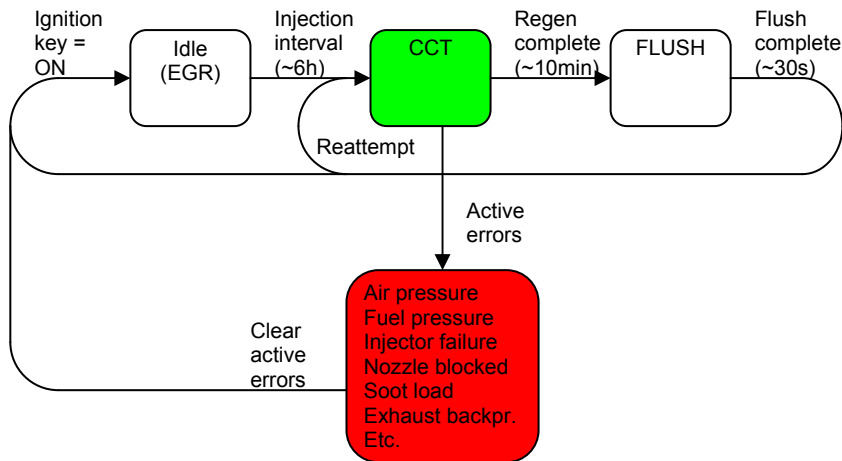 Ignition
key =
ON
Idle
(EGR)
Injection
interval
(~6h)
CCT
Regen
complete
(~10min)
FLUSH
Flush
complete
(~30s)
Reattempt
Active
errors
Air pressure
Fuel pressure
Injector failure
Nozzle blocked
Soot load
Exhaust backpr.
Etc.
Clear
active
errors